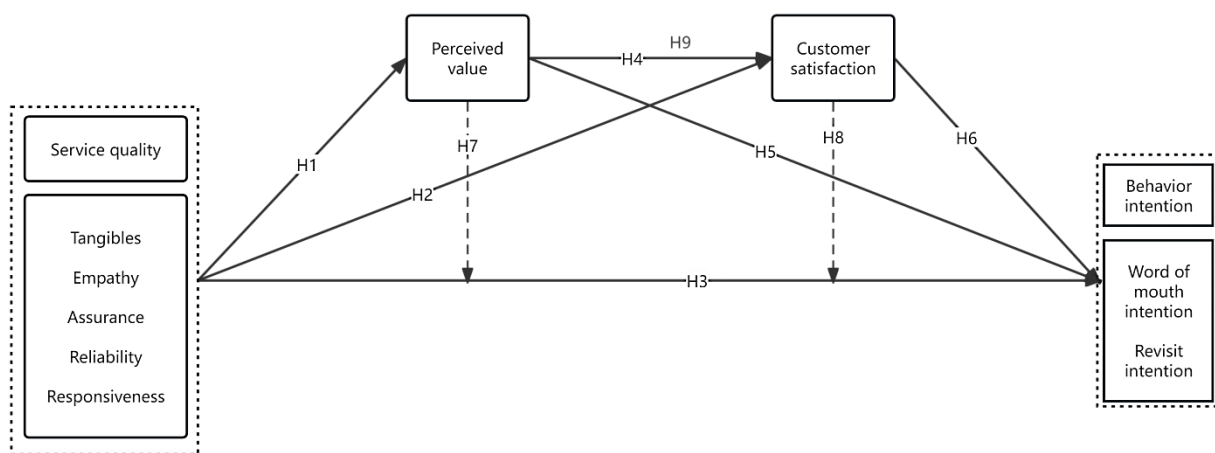 Perceived
value
H9
H4
Customer
satisfaction
Service quality
H1
H7
H2
H5
H8
H6
Behavior
intention
Tangibles
Empathy
Assurance
Reliability
Responsiveness
H3
Word of
mouth
intention
Revisit
intention